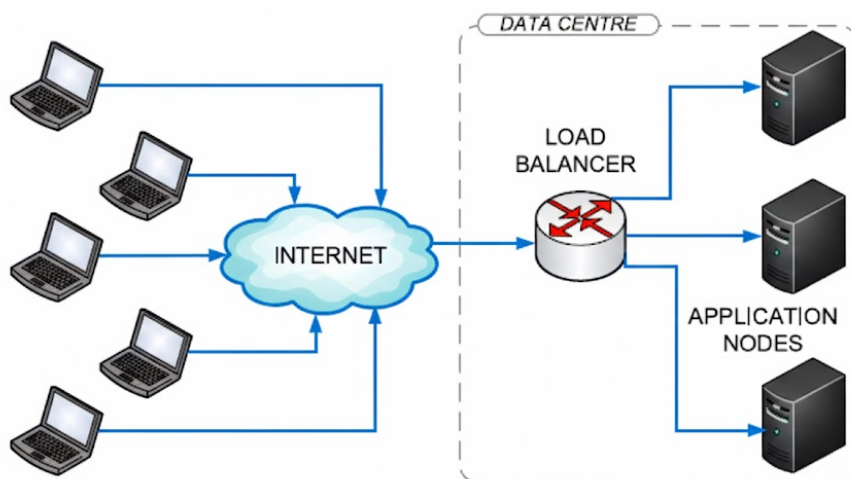 DATA CENTRE
LOAD
BALANCER
INTERNET
APPLICATION
NODES